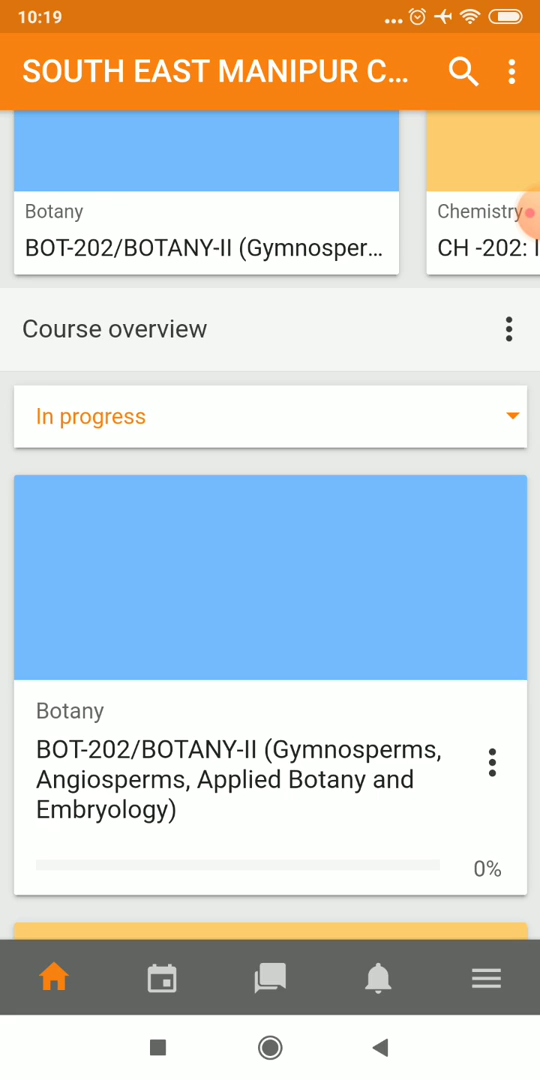 10:19
SOUTH EAST MANIPUR C...
Botany
BOT-202/BOTANY-II (Gymnosper...
Chemistry
CH -202:
Course overview
In progress
Botany
BOT-202/BOTANY-II (Gymnosperms,
Angiosperms, Applied Botany and
Embryology)
0%